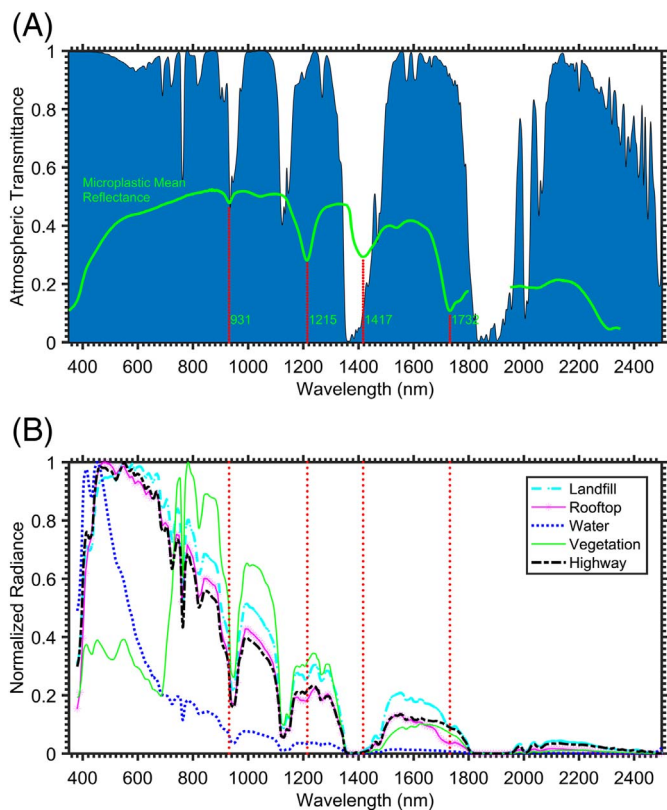 (A)
1
0.8
0.6
0.4
0.2
0
Atmospheric Transmittance
Microplastic Mean
Reflectance
931 1215 1417 1732
400 600 800 1000 1200 1400 1600 1800 2000 2200 2400
Wavelength (nm)
(B)
1
0.8
0.6
0.4
0.2
0
Normalized Radiance
Landfill
Rooftop
Water
Vegetation
Highway
400 600 800 1000 1200 1400 1600 1800 2000 2200 2400
Wavelength (nm)